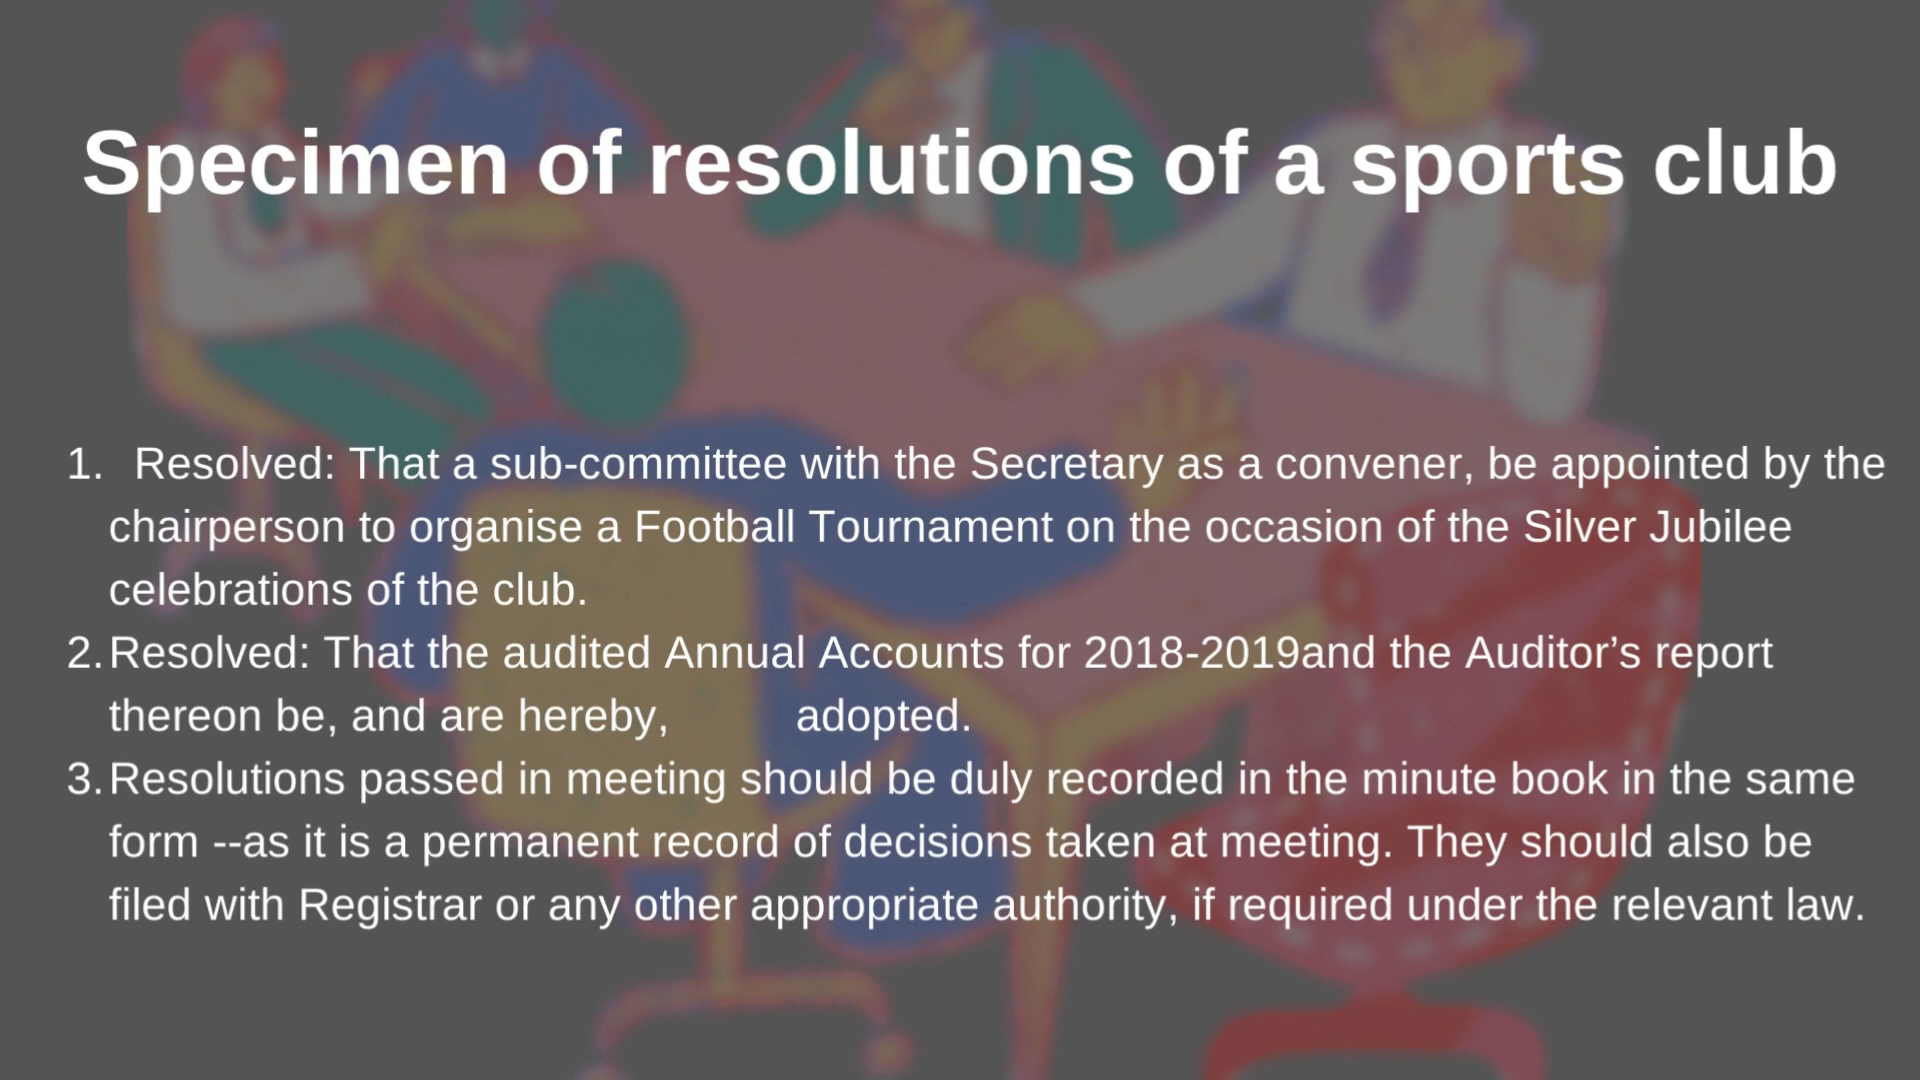 Specimen of resolutions of a sports club
1. Resolved: That a sub-committee with the Secretary as a convener, be appointed by the
chairperson to organise a Football Tournament on the occasion of the Silver Jubilee
celebrations of the club.
2. Resolved: That the audited Annual Accounts for 2018-2019and the Auditor’s report
thereon be, and are hereby, adopted.
3. Resolutions passed in meeting should be duly recorded in the minute book in the same
form --as it is a permanent record of decisions taken at meeting. They should also be
filed with Registrar or any other appropriate authority, if required under the relevant law.